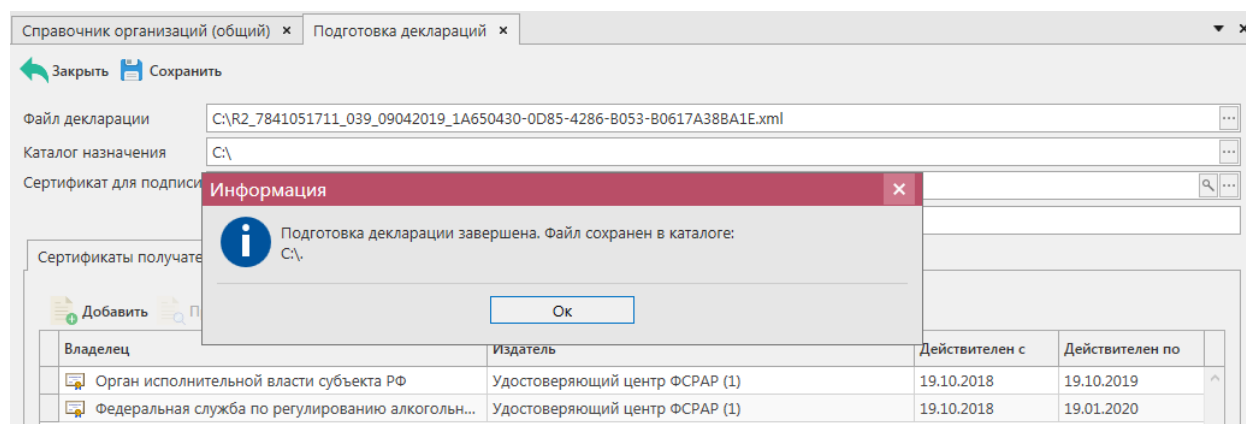 Справочник организаций (общий) × Подготовка деклараций ×
Закрыть Сохранить
Файл декларации C:\R2_7841051711_039_09042019_1A650430-0D85-4286-B053-B0617A38BA1E.xml
Каталог назначения C:\
Сертификат для подписи
Информация
Подготовка декларации завершена. Файл сохранен в каталоге:
C:\.
Ок
Сертификаты получате
Добавить П
Владелец Издатель Действителен с Действителен по
Орган исполнительной власти субъекта РФ Удостоверяющий центр ФСРАР (1) 19.10.2018 19.10.2019
Федеральная служба по регулированию алкогольн... Удостоверяющий центр ФСРАР (1) 19.10.2018 19.01.2020